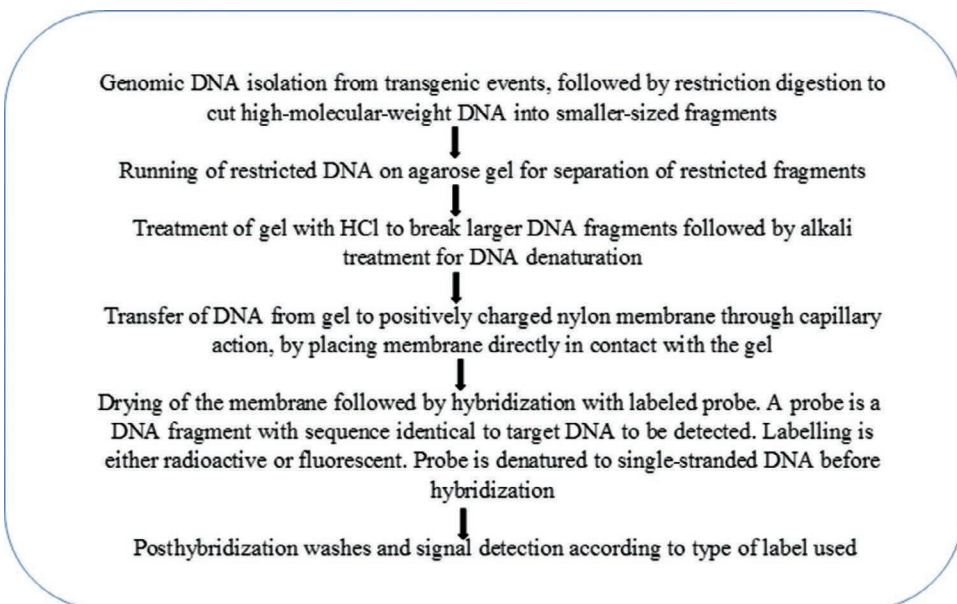 Genomic DNA isolation from transgenic events, followed by restriction digestion to
cut high-molecular-weight DNA into smaller-sized fragments
Running of restricted DNA on agarose gel for separation of restricted fragments
Treatment of gel with HCl to break larger DNA fragments followed by alkali
treatment for DNA denaturation
Transfer of DNA from gel to positively charged nylon membrane through capillary
action, by placing membrane directly in contact with the gel
Drying of the membrane followed by hybridization with labeled probe. A probe is a
DNA fragment with sequence identical to target DNA to be detected. Labelling is
either radioactive or fluorescent. Probe is denatured to single-stranded DNA before
hybridization
Posthybridization washes and signal detection according to type of label used